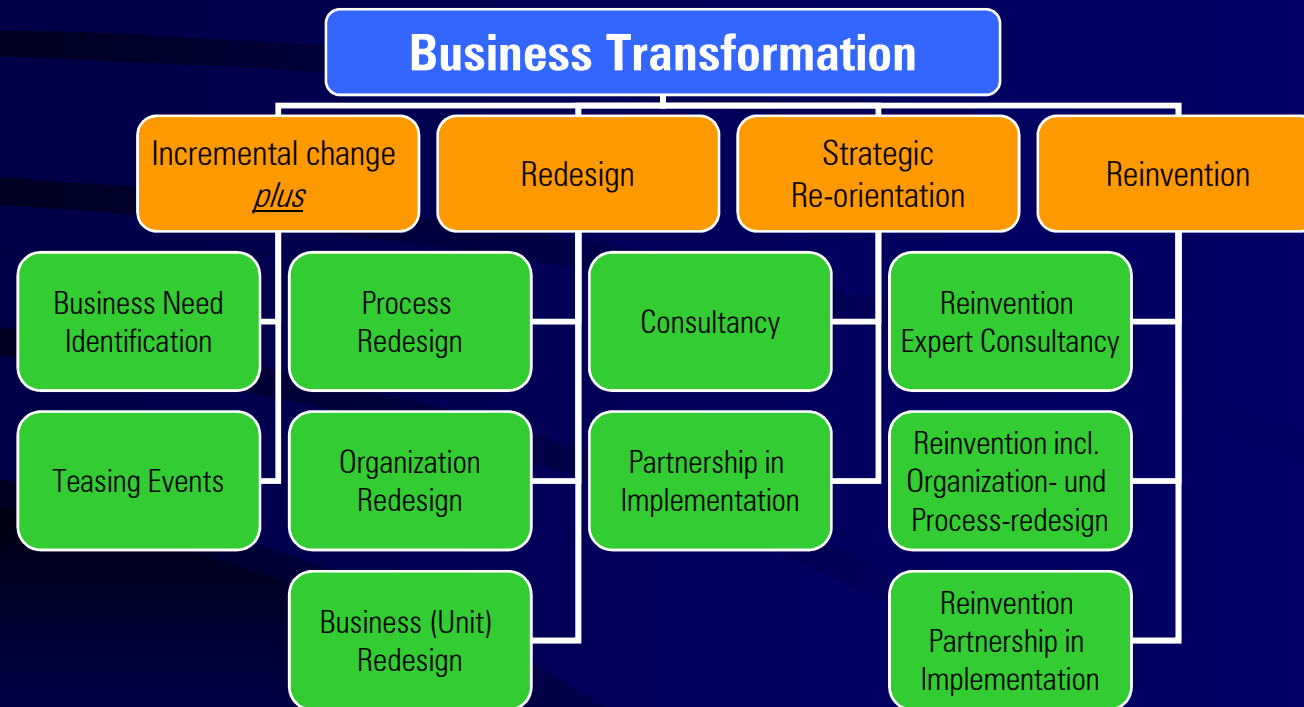 Business Transformation
Incremental change
plus
Redesign
Strategic
Re-orientation
Reinvention
Business Need
Identification
Teasing Events
Process
Redesign
Organization
Redesign
Business (Unit)
Redesign
Consultancy
Partnership in
Implementation
Reinvention
Expert Consultancy
Reinvention incl.
Organization- und
Process-redesign
Reinvention
Partnership in
Implementation